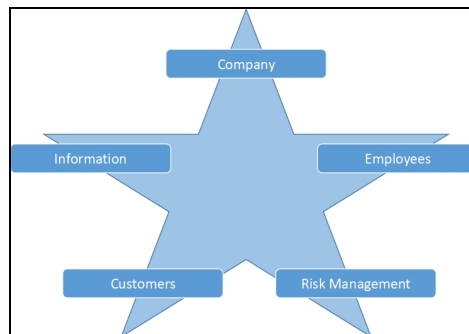 Company
Information
Employees
Customers
Risk Management